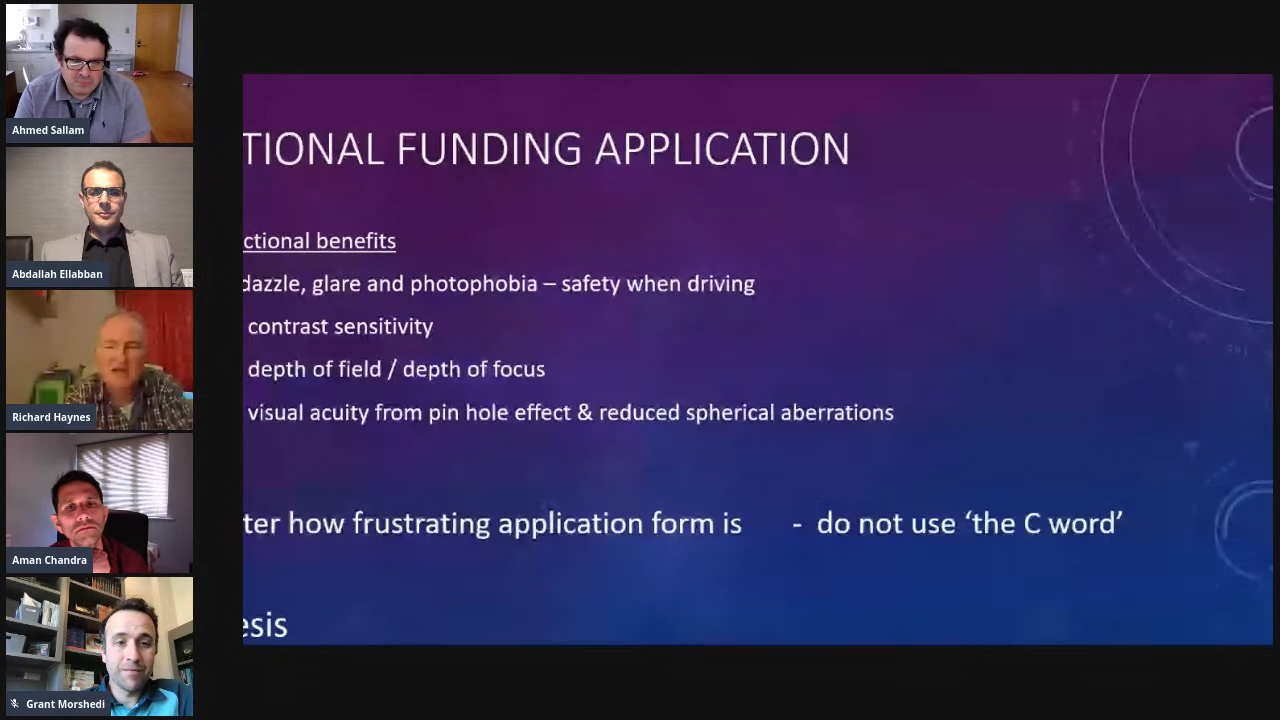 Ahmed Sallam
Abdallah Ellabban
Richard Haynes
Aman Chandra
Grant Morshedi
TIONAL FUNDING APPLICATION
ctional benefits
dazzle, glare and photophobia – safety when driving
contrast sensitivity
depth of field / depth of focus
visual acuity from pin hole effect & reduced spherical aberrations
ter how frustrating application form is - do not use ‘the C word’
esis